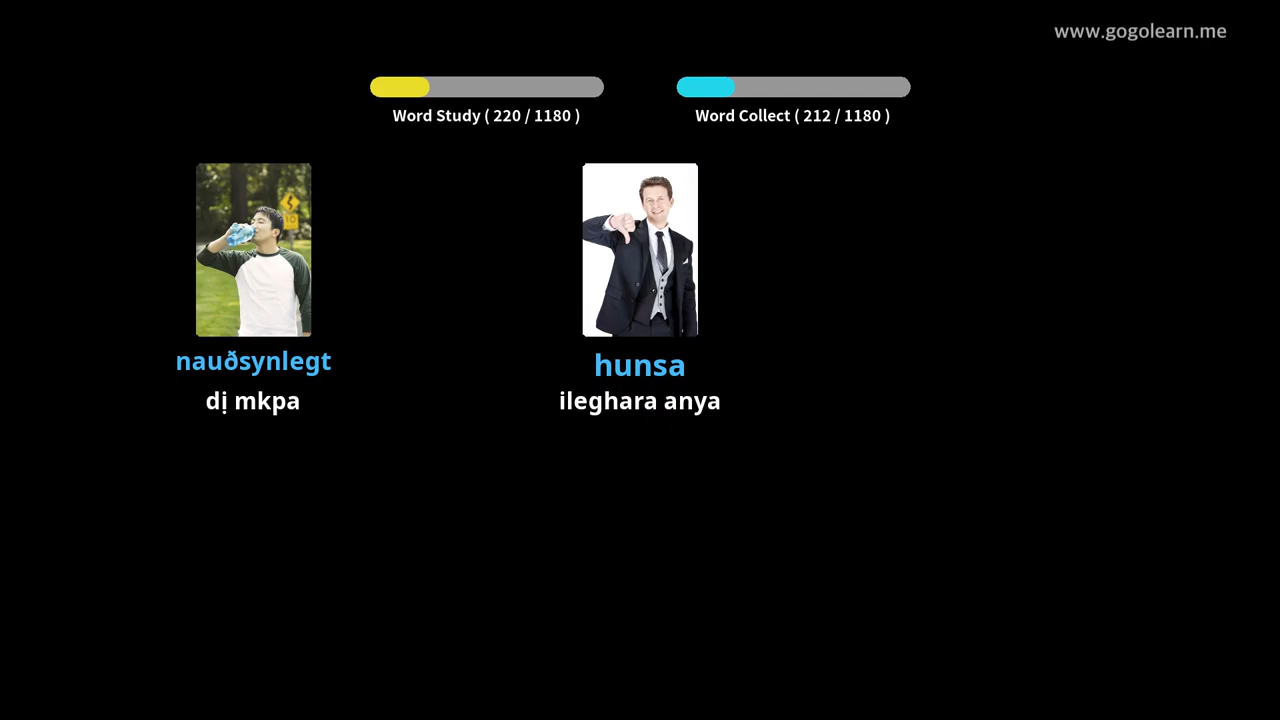 www.gogolearn.me
Word Study ( 220 / 1180 )
Word Collect ( 212 / 1180 )
nauðsynlegt
dị mkpa
hunsa
ileghara anya